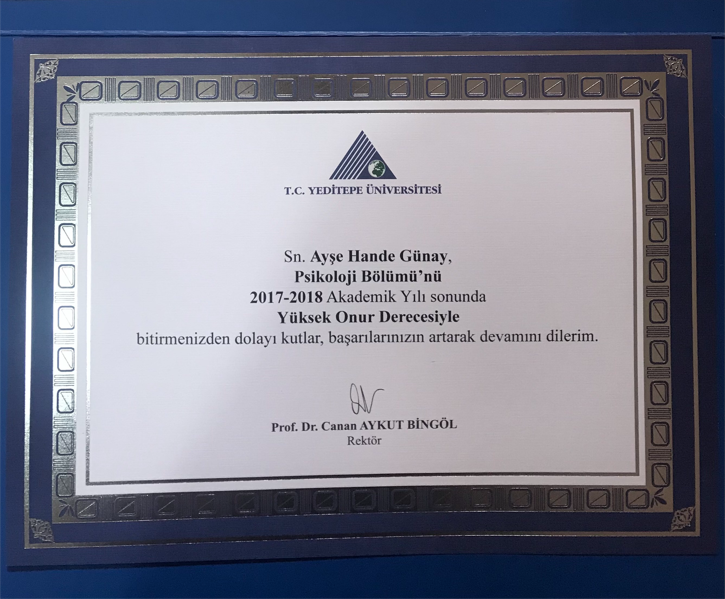 T.C. YEDİTEPE ÜNİVERSİTESİ
Sn. Ayşe Hande Günay,
Psikoloji Bölümü'nü
2017-2018 Akademik Yılı sonunda
Yüksek Onur Derecesiyle
bitirmenizden dolayı kutlar, başarılarınızın artarak devamını dilerim.
Prof. Dr. Canan AYKUT BİNGÖL
Rektör